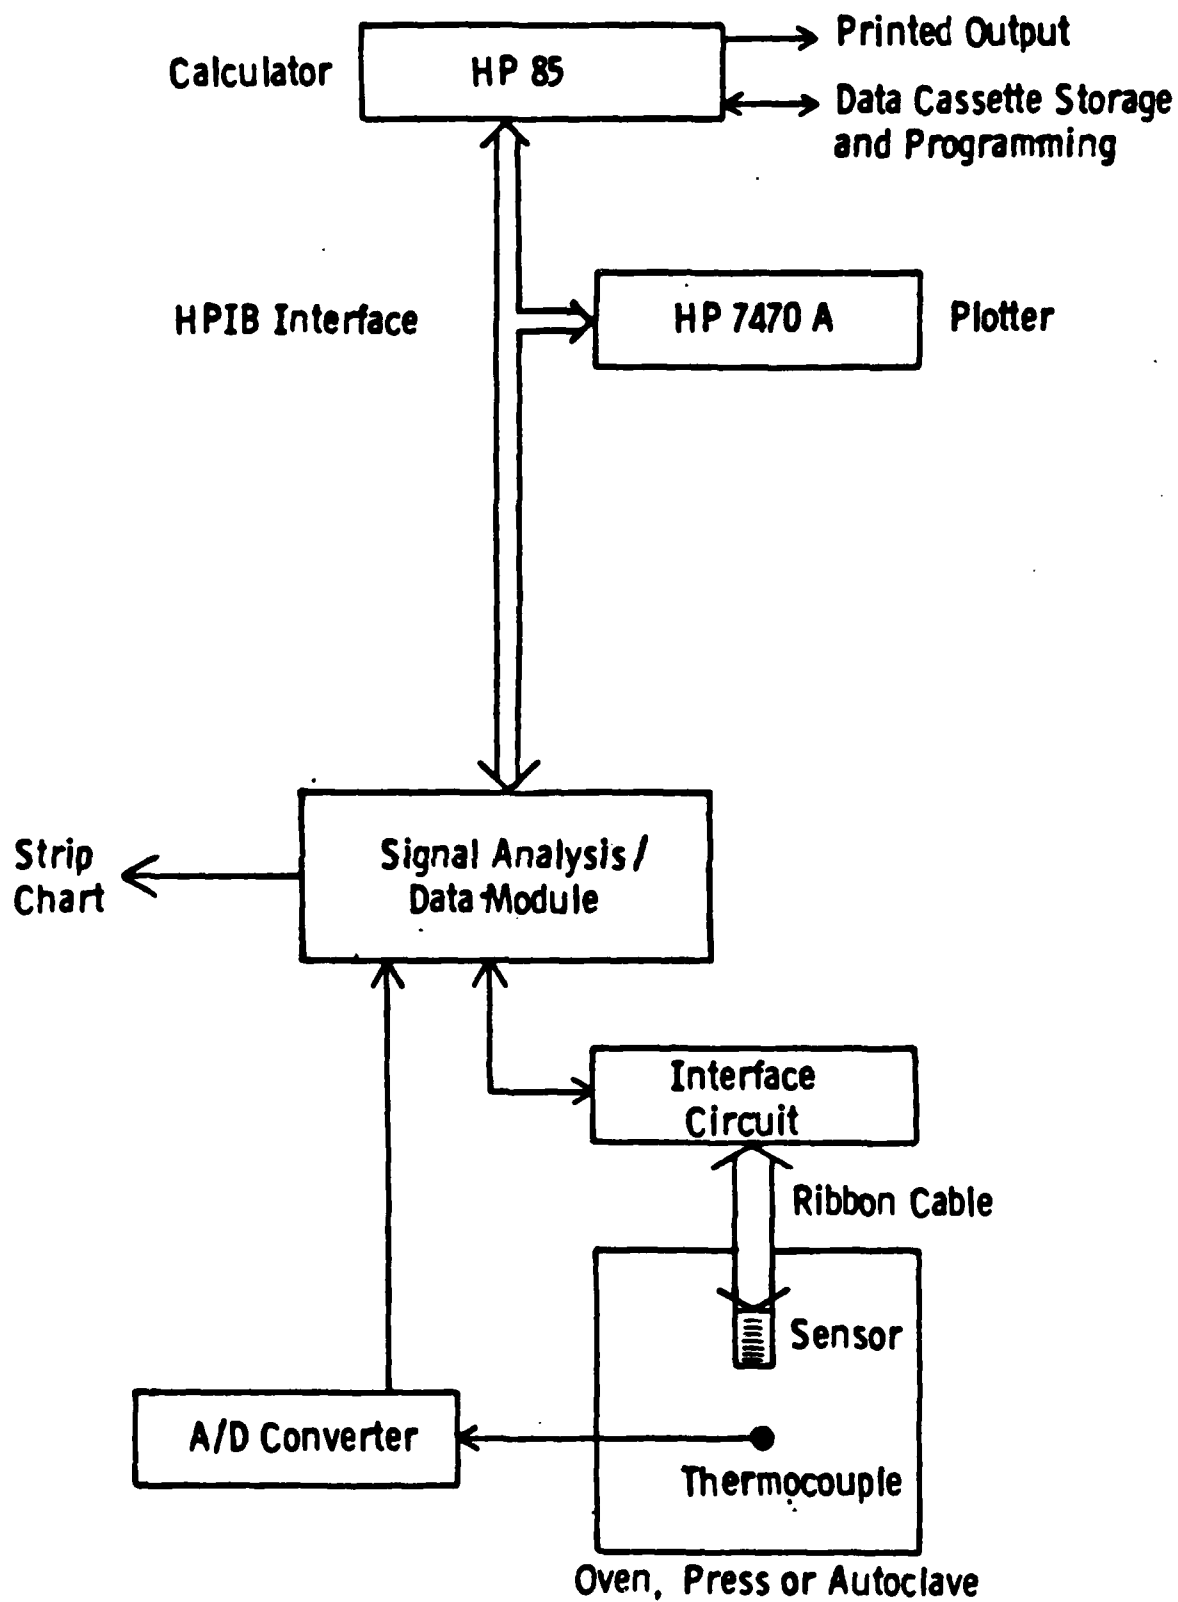 Calculator
HP 85
Printed Output
Data Cassette Storage
and Programming
HPIB Interface
HP 7470 A
Plotter
Strip
Chart
Signal Analysis/
Data Module
Interface
Circuit
Ribbon Cable
Sensor
A/D Converter
Thermocouple
Oven, Press or Autoclave